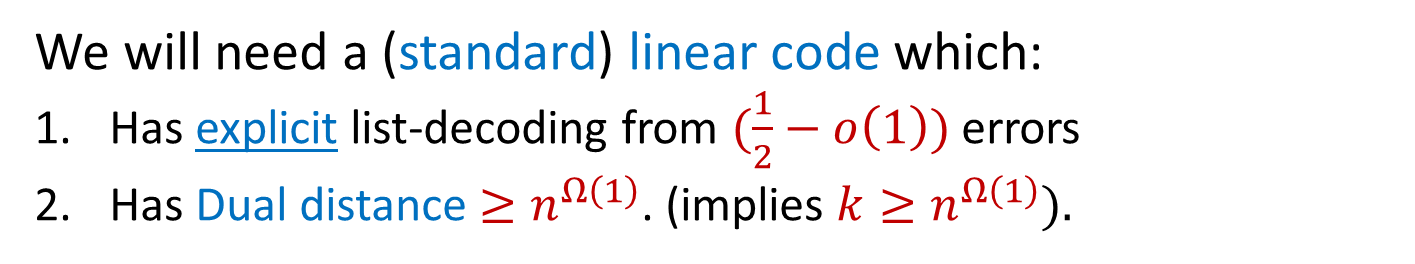 We will need a (standard) linear code which:
1. Has explicit list-decoding from (1/2 − o(1)) errors
2. Has Dual distance ≥ n^Ω(1). (implies k ≥ n^Ω(1)).